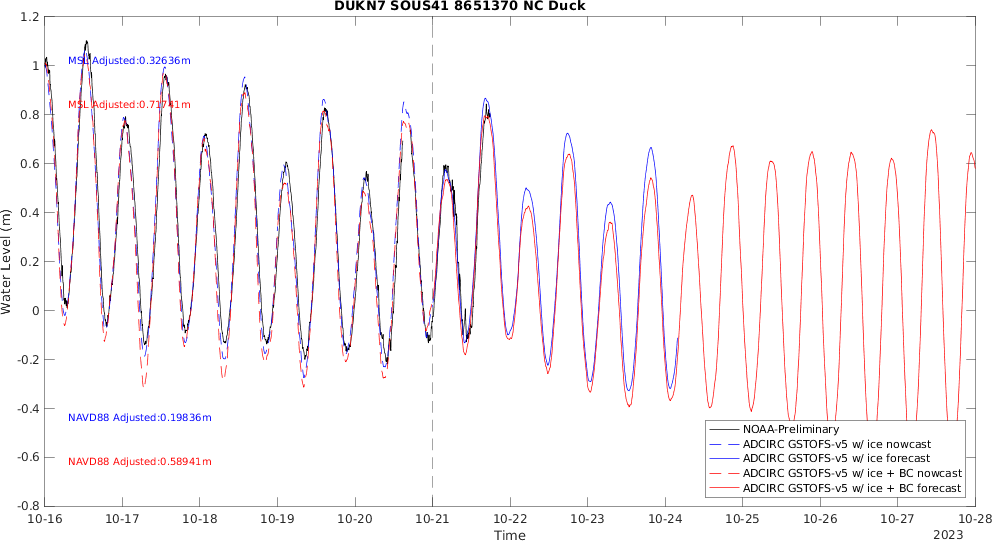 DUKN7 SOUS41 8651370 NC Duck
1.2
1
0.8
0.6
0.4
0.2
0
-0.2
-0.4
-0.6
-0.8
Water Level (m)
MSL Adjusted:0.32636m
MSL Adjusted:0.71741m
NAVD88 Adjusted:0.19836m
NAVD88 Adjusted:0.58941m
NOAA-Preliminary
ADCIRC GSTOFS-v5 w/ ice nowcast
ADCIRC GSTOFS-v5 w/ ice forecast
ADCIRC GSTOFS-v5 w/ ice + BC nowcast
ADCIRC GSTOFS-v5 w/ ice + BC forecast
10-16 10-17 10-18 10-19 10-20 10-21 10-22 10-23 10-24 10-25 10-26 10-27 10-28
Time
2023